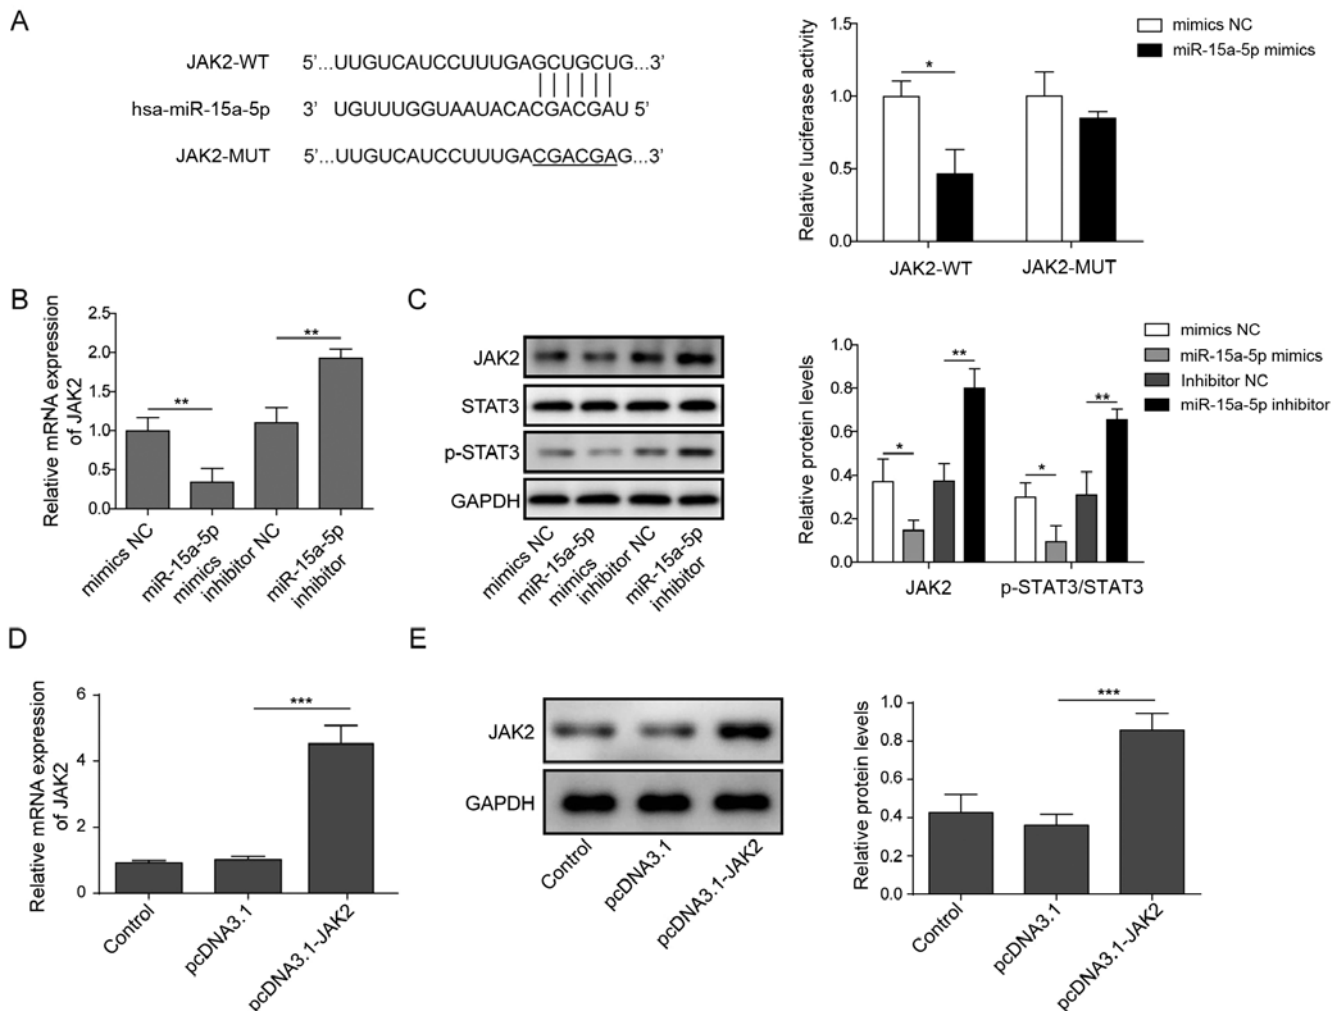 A
JAK2-WT 5’...UUGUCAUCCUUUGAGCUGCUG...3’
hsa-miR-15a-5p 3’ UGUUUGGUAAUACACGACGAU 5’
JAK2-MUT 5’...UUGUCAUCCUUUGACGACGAG...3’
mimics NC
miR-15a-5p mimics
Relative luciferase activity
1.5
1.0
0.5
0.0
*
JAK2-WT JAK2-MUT
B
Relative mRNA expression
of JAK2
2.5
2.0
1.5
1.0
0.5
0.0
**
**
mimics NC
miR-15a-5p
mimics
inhibitor NC
miR-15a-5p
inhibitor
C
JAK2
STAT3
p-STAT3
GAPDH
mimics NC
miR-15a-5p
mimics
inhibitor NC
miR-15a-5p
inhibitor
mimics NC
miR-15a-5p mimics
Inhibitor NC
miR-15a-5p inhibitor
Relative protein levels
1.0
0.8
0.6
0.4
0.2
0.0
*
**
*
**
JAK2 p-STAT3/STAT3
D
Relative mRNA expression
of JAK2
6
4
2
0
***
Control
pcDNA3.1
pcDNA3.1-JAK2
E
JAK2
GAPDH
Control
pcDNA3.1
pcDNA3.1-JAK2
Relative protein levels
1.0
0.8
0.6
0.4
0.2
0.0
***
Control
pcDNA3.1
pcDNA3.1-JAK2